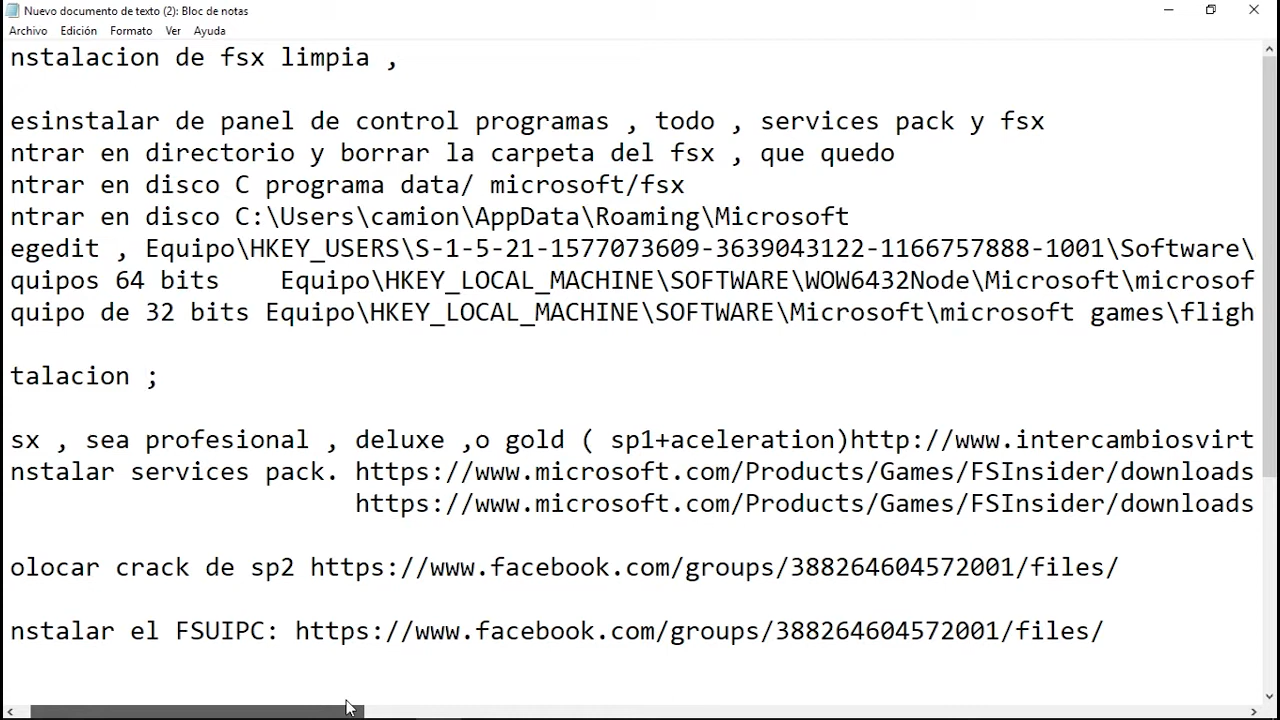 Nuevo documento de texto (2): Bloc de notas
Archivo Edición Formato Ver Ayuda
nstalacion de fsx limpia ,
esinstalar de panel de control programas , todo , services pack y fsx
ntrar en directorio y borrar la carpeta del fsx , que quedo
ntrar en disco C programa data/ microsoft/fsx
ntrar en disco C:\Users\camion\AppData\Roaming\Microsoft
egedit , Equipo\HKEY_USERS\S-1-5-21-1577073609-3639043122-1166757888-1001\Software\
quipos 64 bits    Equipo\HKEY_LOCAL_MACHINE\SOFTWARE\WOW6432Node\Microsoft\microsof
quipo de 32 bits Equipo\HKEY_LOCAL_MACHINE\SOFTWARE\Microsoft\microsoft games\fligh
talacion ;
sx , sea profesional , deluxe ,o gold ( sp1+aceleration)http://www.intercambiosvirt
nstalar services pack. https://www.microsoft.com/Products/Games/FSInsider/downloads
https://www.microsoft.com/Products/Games/FSInsider/downloads
olocar crack de sp2 https://www.facebook.com/groups/388264604572001/files/
nstalar el FSUIPC: https://www.facebook.com/groups/388264604572001/files/